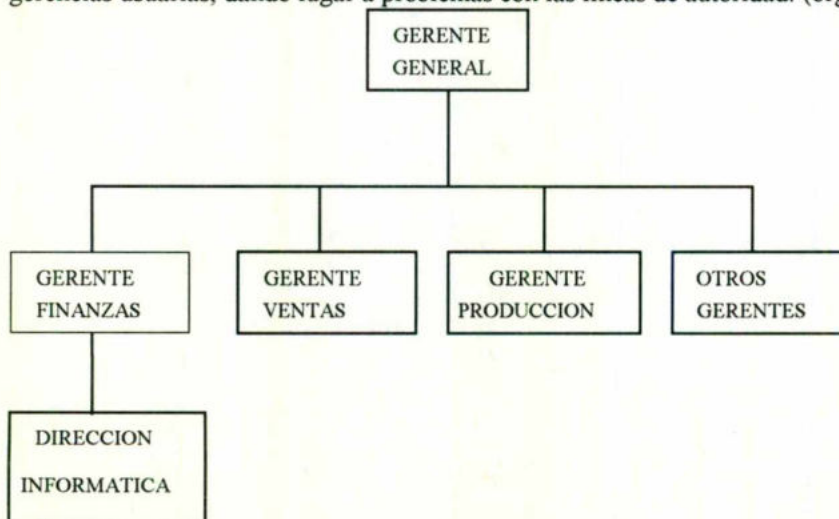 gerencias usuarias, dando lugar a problemas con las líneas de autoridad.
GERENTE
GENERAL
GERENTE
FINANZAS
GERENTE
VENTAS
GERENTE
PRODUCCION
OTROS
GERENTES
DIRECCION
INFORMATICA